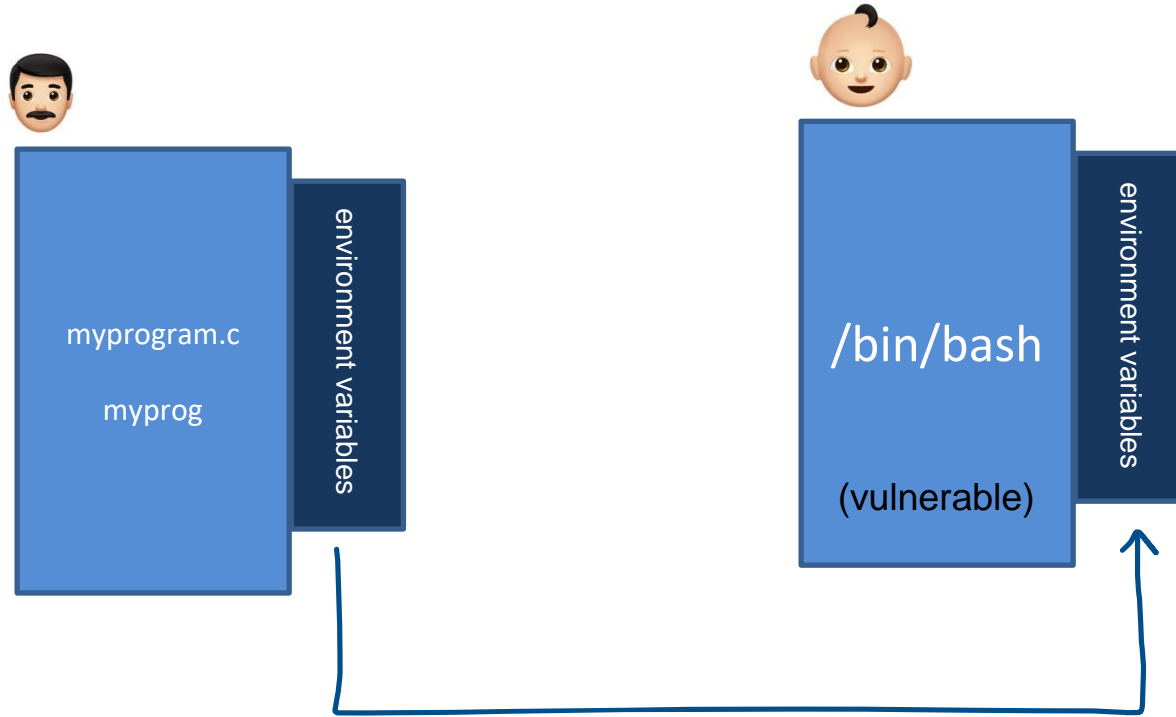 myprogram.c
myprog
environment variables
/bin/bash
(vulnerable)
environment variables